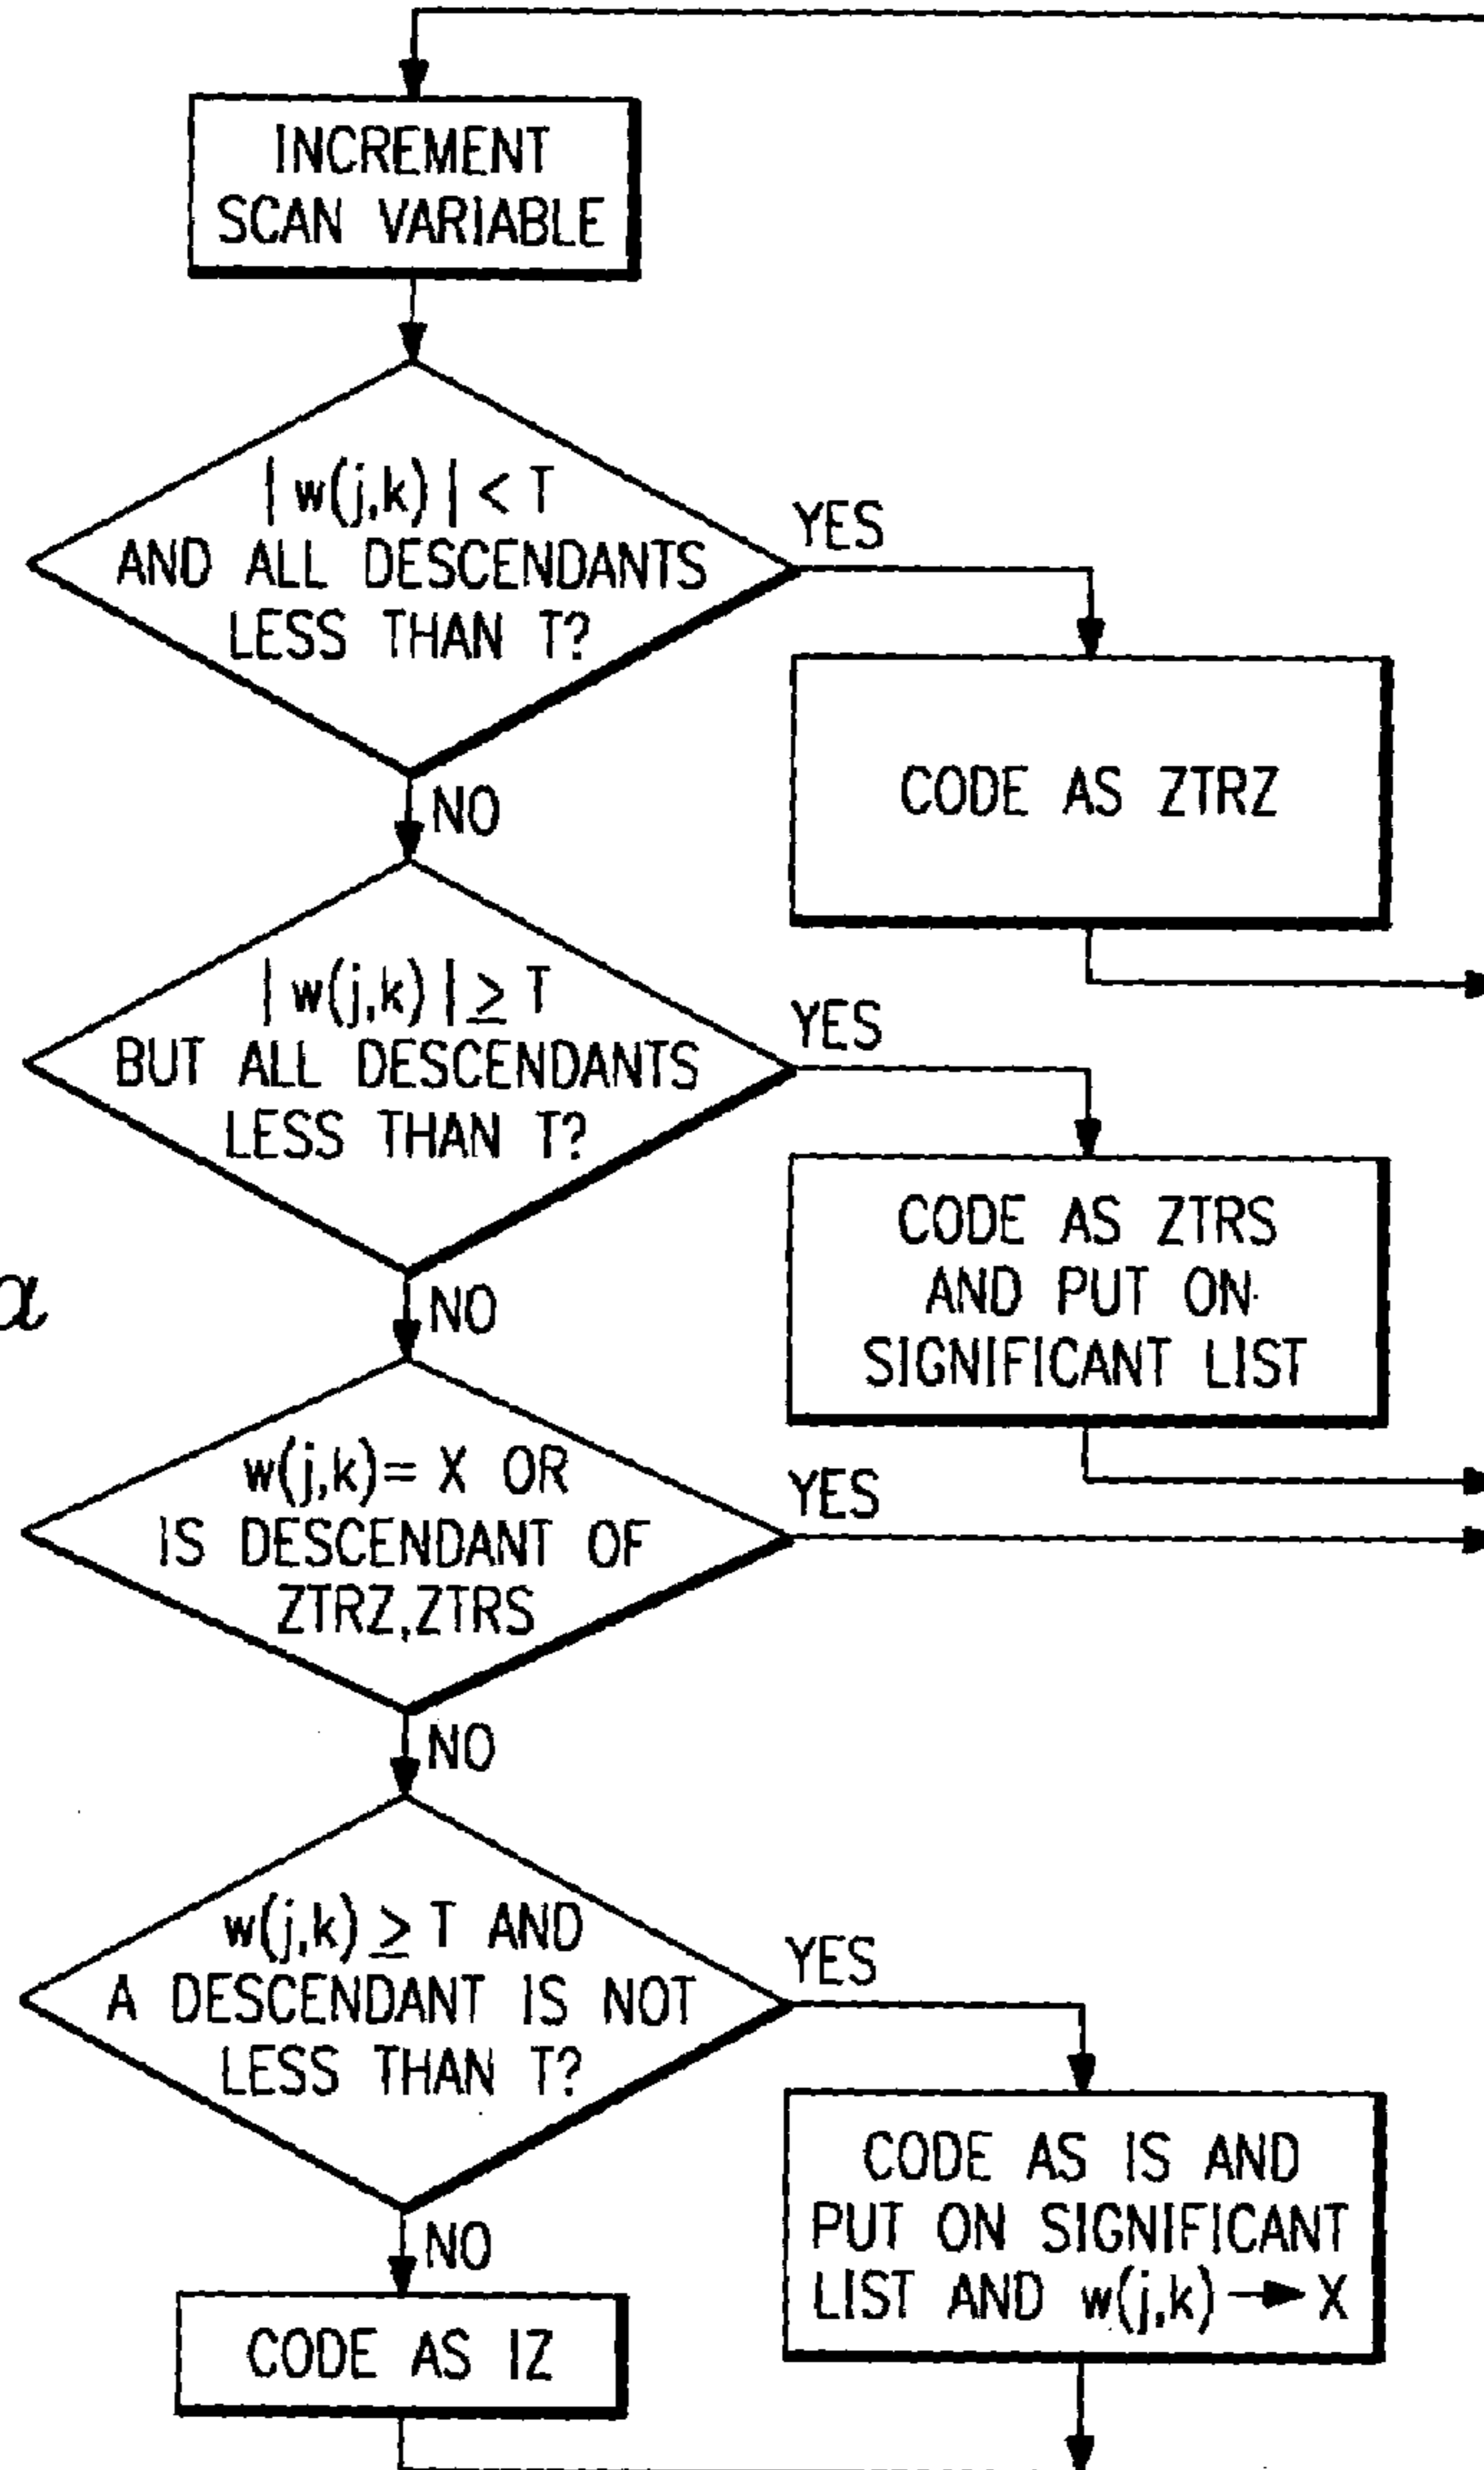 INCREMENT
SCAN VARIABLE
| w(j,k) | < T
AND ALL DESCENDANTS
LESS THAN T?
YES
CODE AS ZTRZ
NO
| w(j,k) | ≥ T
BUT ALL DESCENDANTS
LESS THAN T?
YES
CODE AS ZTRS
AND PUT ON
SIGNIFICANT LIST
NO
a
w(j,k)= X OR
IS DESCENDANT OF
ZTRZ,ZTRS
YES
NO
w(j,k) ≥ T AND
A DESCENDANT IS NOT
LESS THAN T?
YES
CODE AS IS AND
PUT ON SIGNIFICANT
LIST AND w(j,k) → X
NO
CODE AS IZ